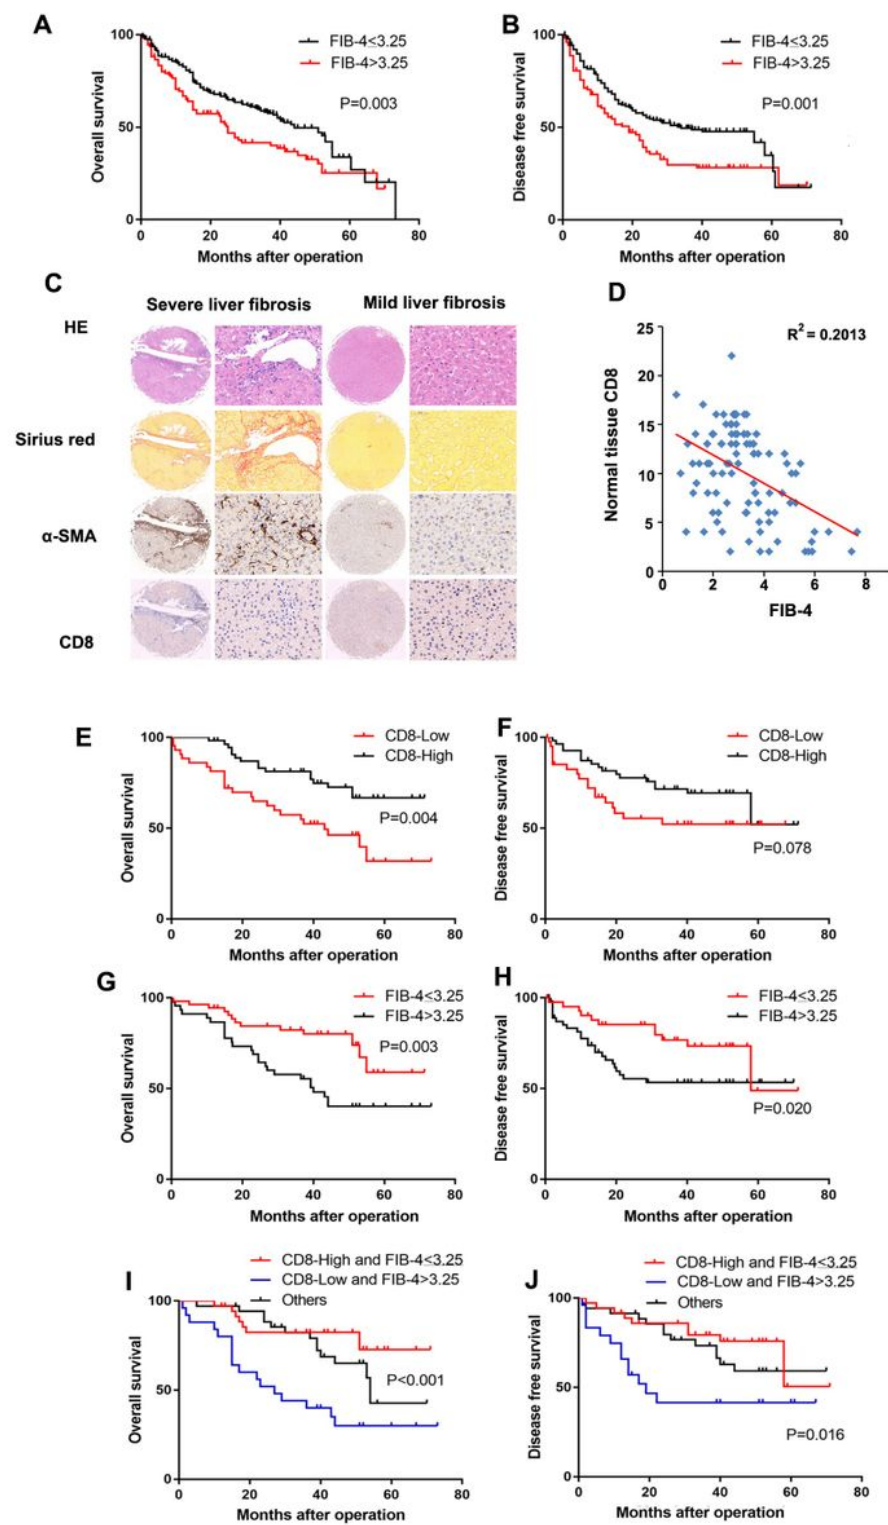 A
100
50
0
0 20 40 60 80
Overall survival
Months after operation
FIB-4≤3.25
FIB-4>3.25
P=0.003
B
100
50
0
0 20 40 60 80
Disease free survival
Months after operation
FIB-4≤3.25
FIB-4>3.25
P=0.001
C
Severe liver fibrosis Mild liver fibrosis
HE
Sirius red
α-SMA
CD8
D
R² = 0.2013
25
20
15
10
5
0
0 2 4 6 8
Normal tissue CD8
FIB-4
E
CD8-Low
CD8-High
100
50
0
0 20 40 60 80
P=0.004
Overall survival
Months after operation
F
CD8-Low
CD8-High
100
50
0
0 20 40 60 80
P=0.078
Disease free survival
Months after operation
G
FIB-4≤3.25
FIB-4>3.25
100
50
0
0 20 40 60 80
P=0.003
Overall survival
Months after operation
H
FIB-4≤3.25
FIB-4>3.25
100
50
0
0 20 40 60 80
P=0.020
Disease free survival
Months after operation
I
CD8-High and FIB-4≤3.25
CD8-Low and FIB-4>3.25
Others
100
50
0
0 20 40 60 80
P<0.001
Overall survival
Months after operation
J
CD8-High and FIB-4≤3.25
CD8-Low and FIB-4>3.25
Others
100
50
0
0 20 40 60 80
P=0.016
Disease free survival
Months after operation